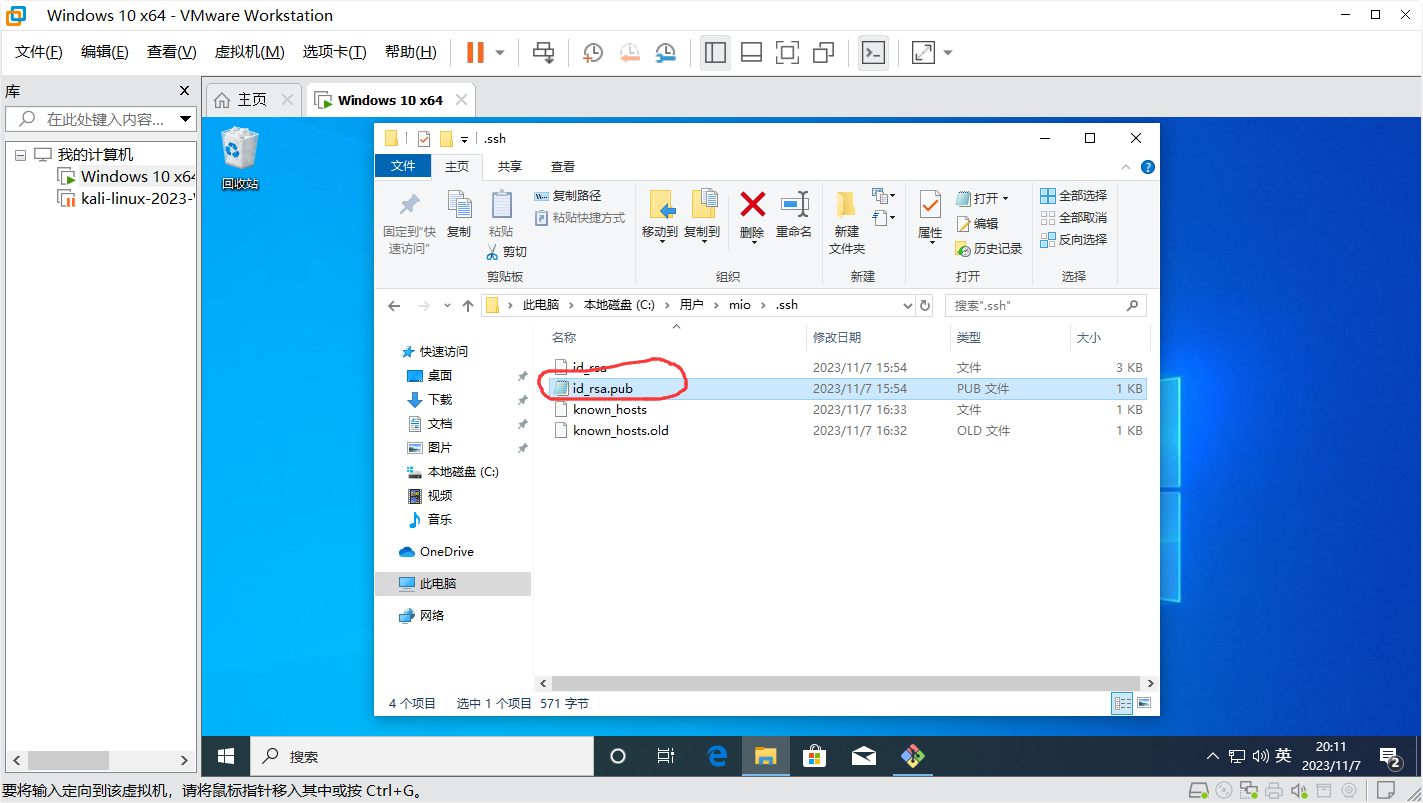 Windows 10 x64 - VMware Workstation
文件(F) 编辑(E) 查看(V) 虚拟机(M) 选项卡(T) 帮助(H)
库
在此处键入内容...
我的计算机
Windows 10 x64
kali-linux-2023-
主页
Windows 10 x64
回收站
.ssh
文件 主页 共享 查看
固定到"快速访问"
复制
粘贴
复制路径
粘贴快捷方式
剪切
剪贴板
移动到
复制到
删除
重命名
组织
新建
文件夹
新建
属性
打开
编辑
历史记录
打开
全部选择
全部取消
反向选择
选择
此电脑 本地磁盘 (C:) 用户 mio .ssh
搜索".ssh"
名称 修改日期 类型 大小
id_rsa 2023/11/7 15:54 文件 3 KB
id_rsa.pub 2023/11/7 15:54 PUB 文件 1 KB
known_hosts 2023/11/7 16:33 文件 1 KB
known_hosts.old 2023/11/7 16:32 OLD 文件 1 KB
快速访问
桌面
下载
文档
图片
本地磁盘 (C:)
视频
音乐
OneDrive
此电脑
网络
4 个项目 选中 1 个项目 571 字节
搜索
英
20:11
2023/11/7
2
要将输入定向到该虚拟机，请将鼠标指针移入其中或按 Ctrl+G。